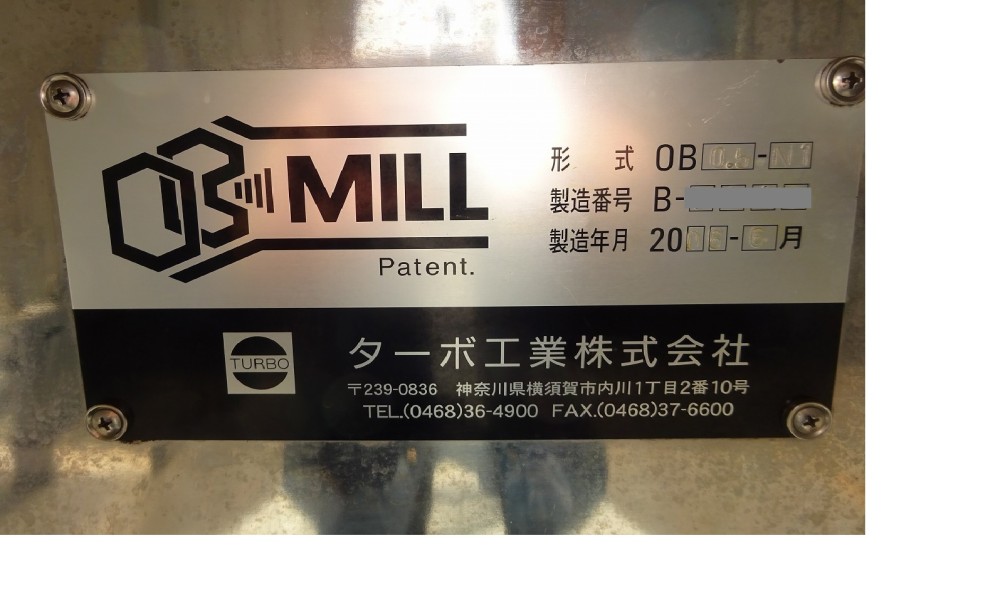 OB MILL
Patent.
形 式 OB
製造番号 B-
製造年月 20 - 月
TURBO
ターボ工業株式会社
〒239-0836 神奈川県横須賀市内川1丁目2番10号
TEL.(0468)36-4900 FAX.(0468)37-6600